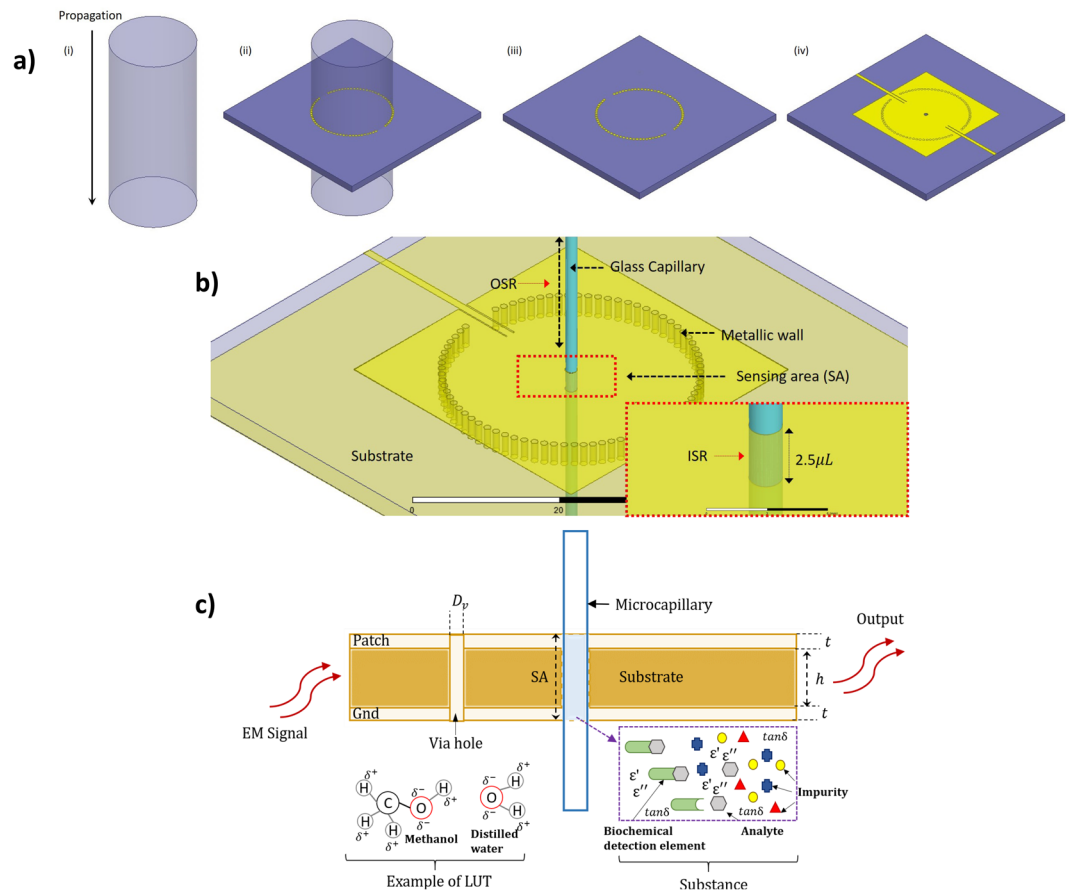 Propagation
a)
(i)
(ii)
(iii)
(iv)
b)
Glass Capillary
OSR
Metallic wall
Sensing area (SA)
Substrate
ISR
2.5μL
0
20
c)
D_p
Microcapillary
Output
Patch
t
SA
Substrate
h
Gnd
t
EM Signal
Via hole
tanδ
ε' ε''
ε'
ε''
ε' ε''
Impurity
tanδ
tanδ
Biochemical
detection element
Analyte
δ⁺
H
δ⁻
H
δ⁺
C
O
δ⁻
H
δ⁺
H
δ⁺
Methanol
δ⁻
H
δ⁺
O
δ⁻
H
δ⁺
Distilled
water
Example of LUT
Substance